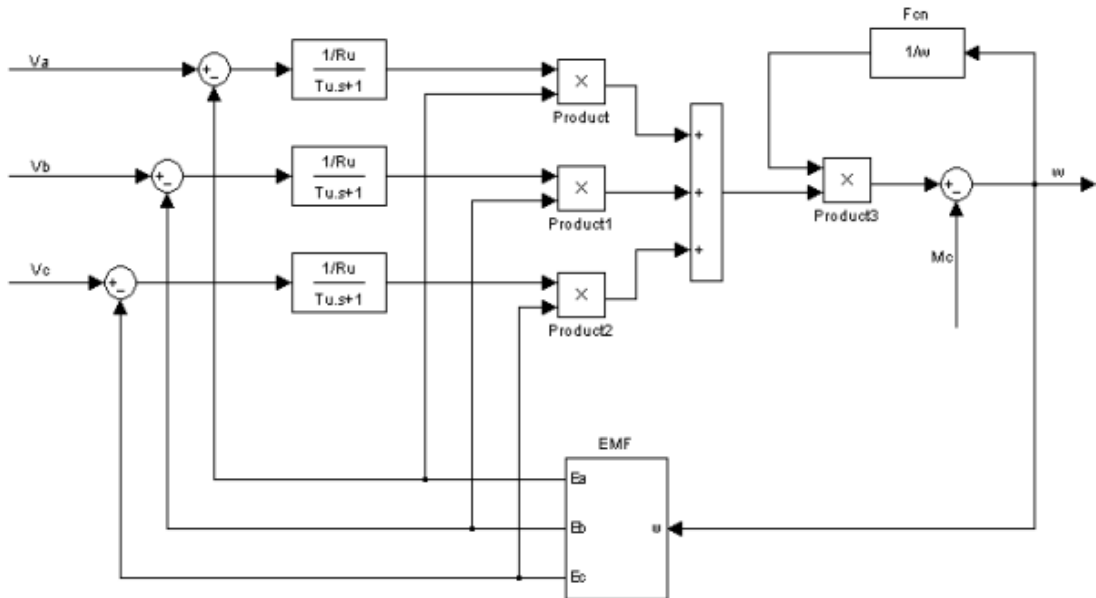 Fcn
1/w
Va
+
-
1/Ru
Tu.s+1
×
Product
Vb
+
-
1/Ru
Tu.s+1
×
Product1
+
+
+
×
Product3
+
-
w
Mc
Vc
+
-
1/Ru
Tu.s+1
×
Product2
EMF
Ea
Eb
w
Ec